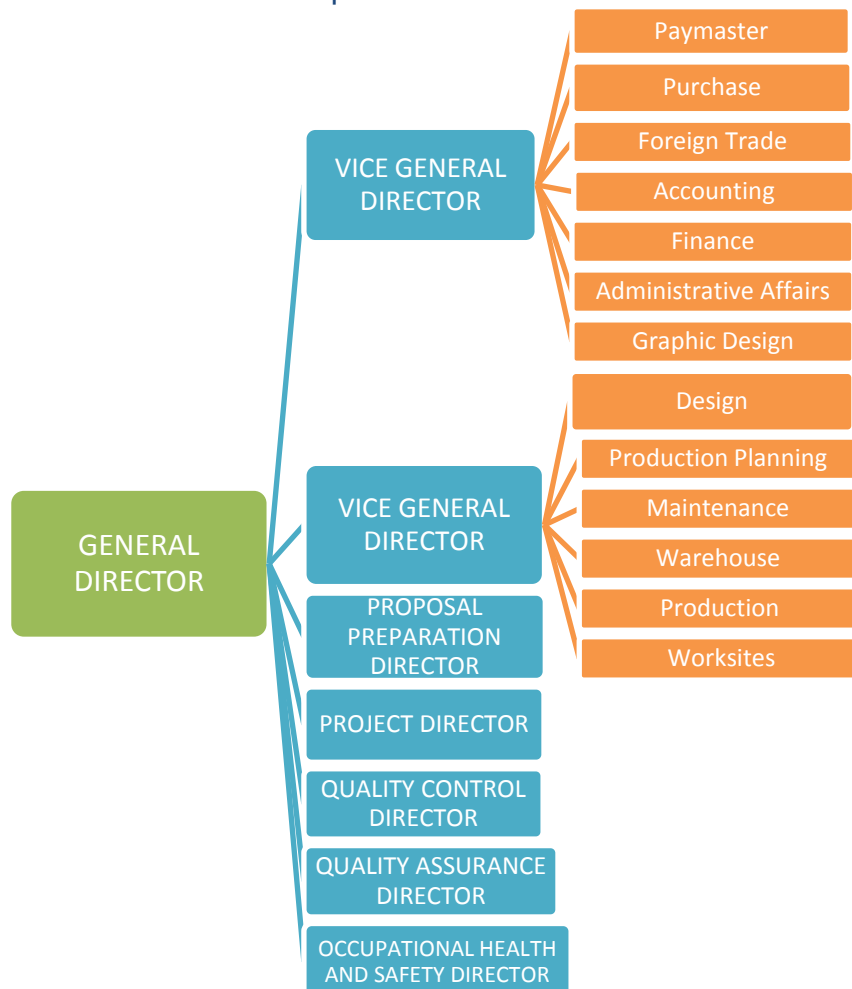 Paymaster
Purchase
Foreign Trade
Accounting
Finance
Administrative Affairs
Graphic Design
VICE GENERAL
DIRECTOR
Design
Production Planning
Maintenance
Warehouse
Production
Worksites
VICE GENERAL
DIRECTOR
GENERAL
DIRECTOR
PROPOSAL
PREPARATION
DIRECTOR
PROJECT DIRECTOR
QUALITY CONTROL
DIRECTOR
QUALITY ASSURANCE
DIRECTOR
OCCUPATIONAL HEALTH
AND SAFETY DIRECTOR